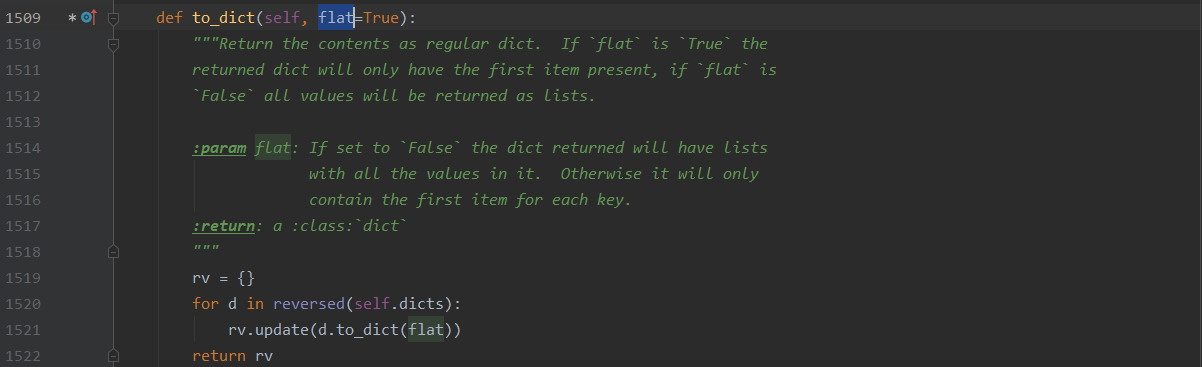 1509 * def to_dict(self, flat=True):
1510 """Return the contents as regular dict.  If `flat` is `True` the
1511 returned dict will only have the first item present, if `flat` is
1512 `False` all values will be returned as lists.
1513
1514 :param flat: If set to `False` the dict returned will have lists
1515 with all the values in it.  Otherwise it will only
1516 contain the first item for each key.
1517 :return: a :class:`dict`
1518 """
1519 rv = {}
1520 for d in reversed(self.dicts):
1521 rv.update(d.to_dict(flat))
1522 return rv